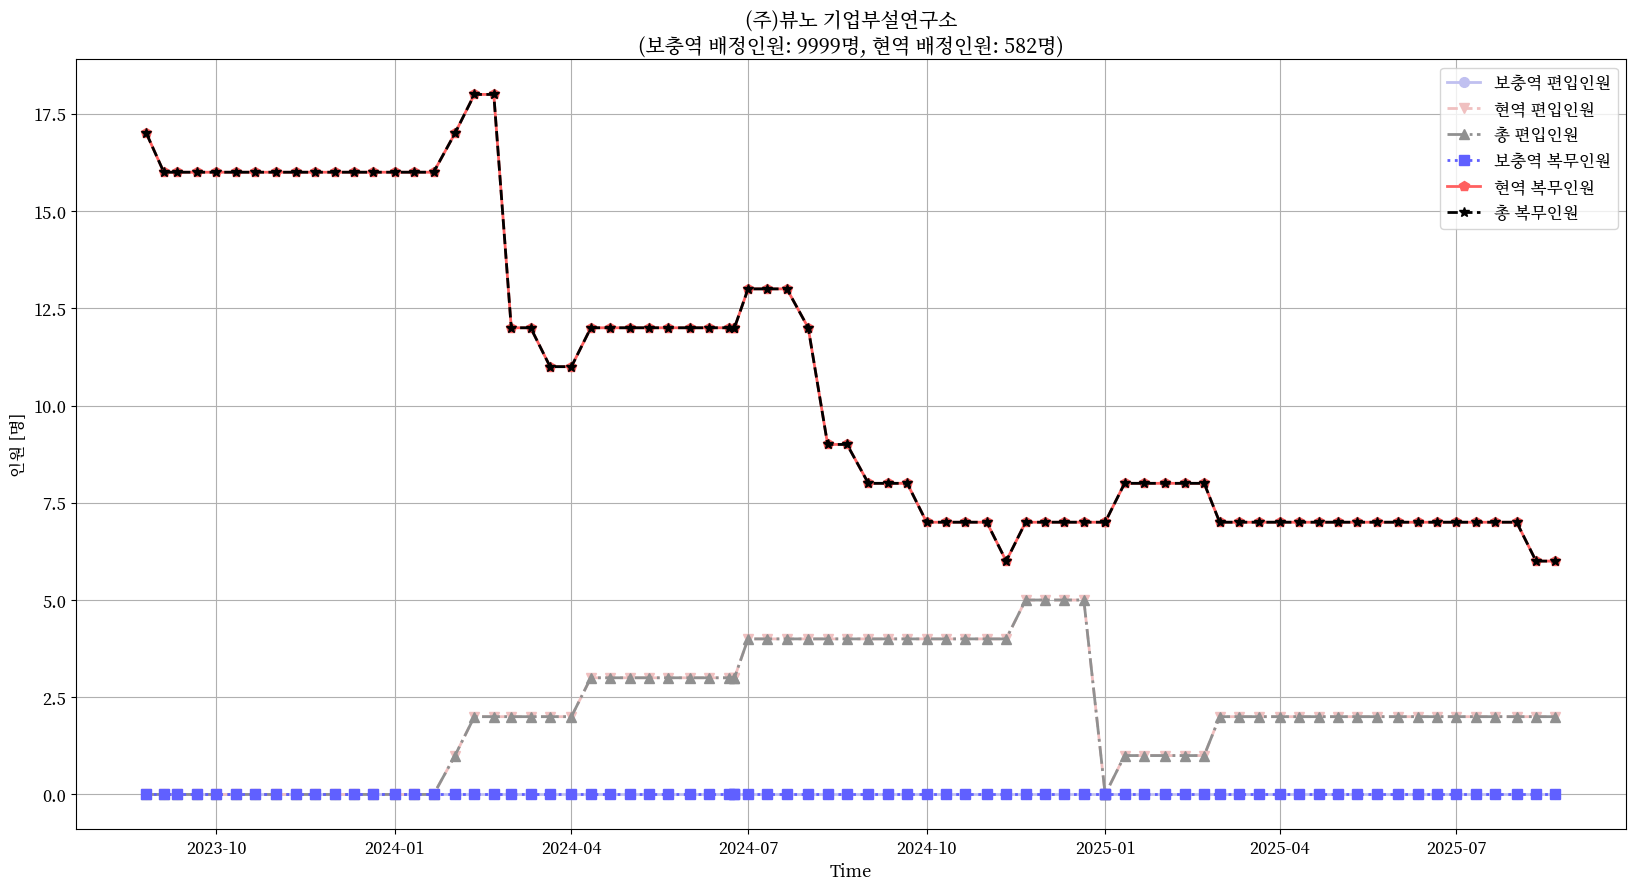 (주)뷰노 기업부설연구소
(보충역 배정인원: 9999명, 현역 배정인원: 582명)
보충역 편입인원
현역 편입인원
총 편입인원
보충역 복무인원
현역 복무인원
총 복무인원
인원 [명]
17.5
15.0
12.5
10.0
7.5
5.0
2.5
0.0
2023-10
2024-01
2024-04
2024-07
2024-10
2025-01
2025-04
2025-07
Time